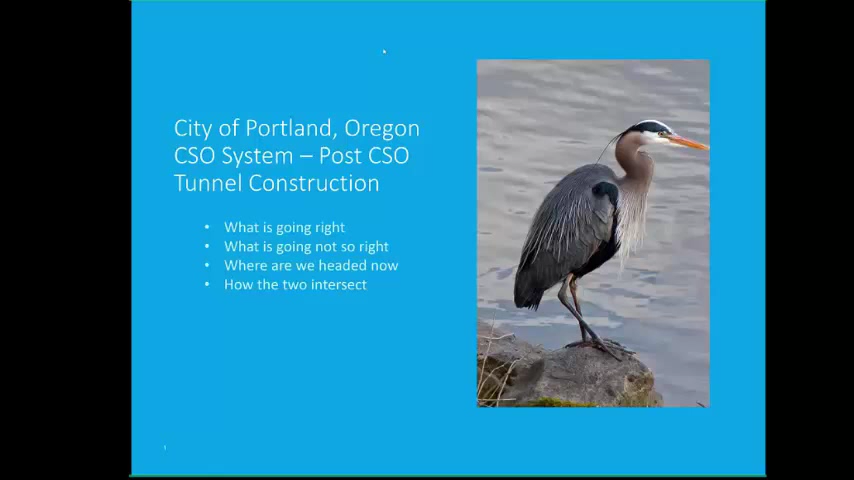 City of Portland, Oregon
CSO System – Post CSO
Tunnel Construction
• What is going right
• What is going not so right
• Where are we headed now
• How the two intersect
1